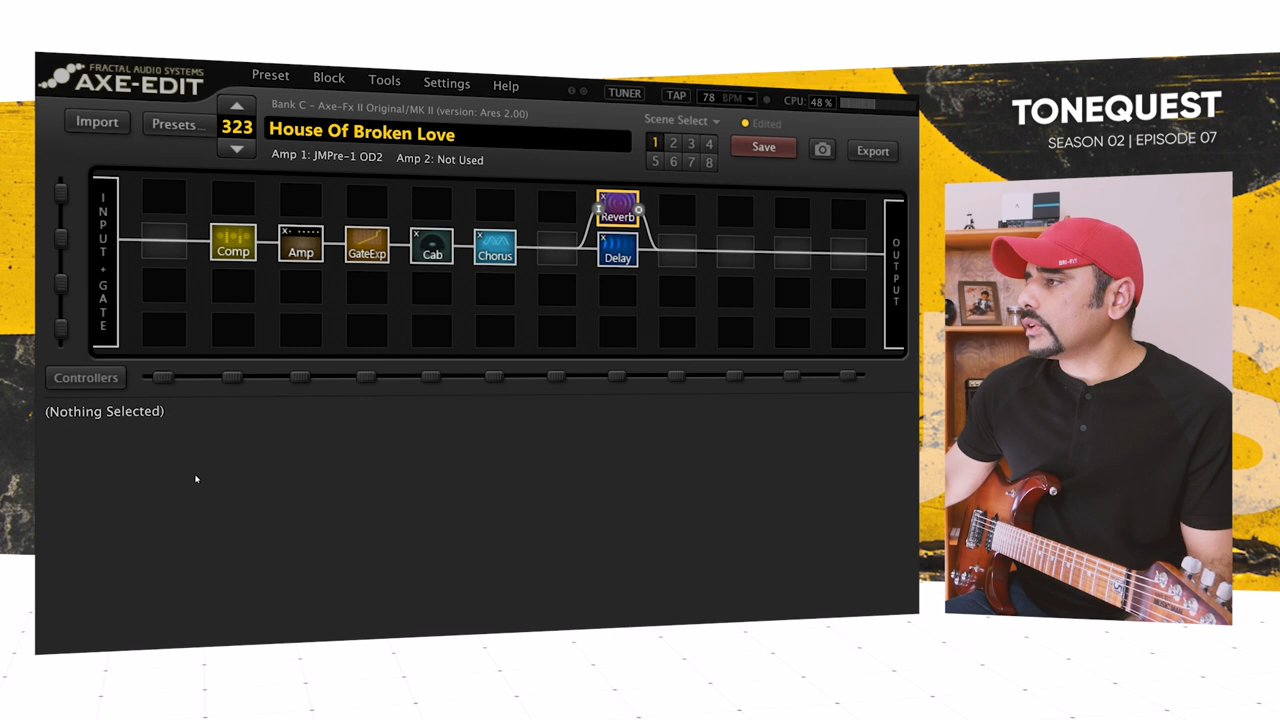 FRACTAL AUDIO SYSTEMS
AXE-EDIT
Preset Block Tools Settings Help
TUNER TAP 78 BPM CPU: 48 %
Import Presets... 323
Bank C - Axe-Fx II Original/MK II (version: Ares 2.00)
House Of Broken Love
Amp 1: JMPre-1 OD2 Amp 2: Not Used
Scene Select Edited
1 2 3 4
5 6 7 8
Save Export
TONEQUEST
SEASON 02 | EPISODE 07
INPUT + GATE
X Reverb
I O
Comp
X Amp
GateExp
X Cab
Chorus
Delay
OUTPUT
Controllers
(Nothing Selected)
DRI-FIT